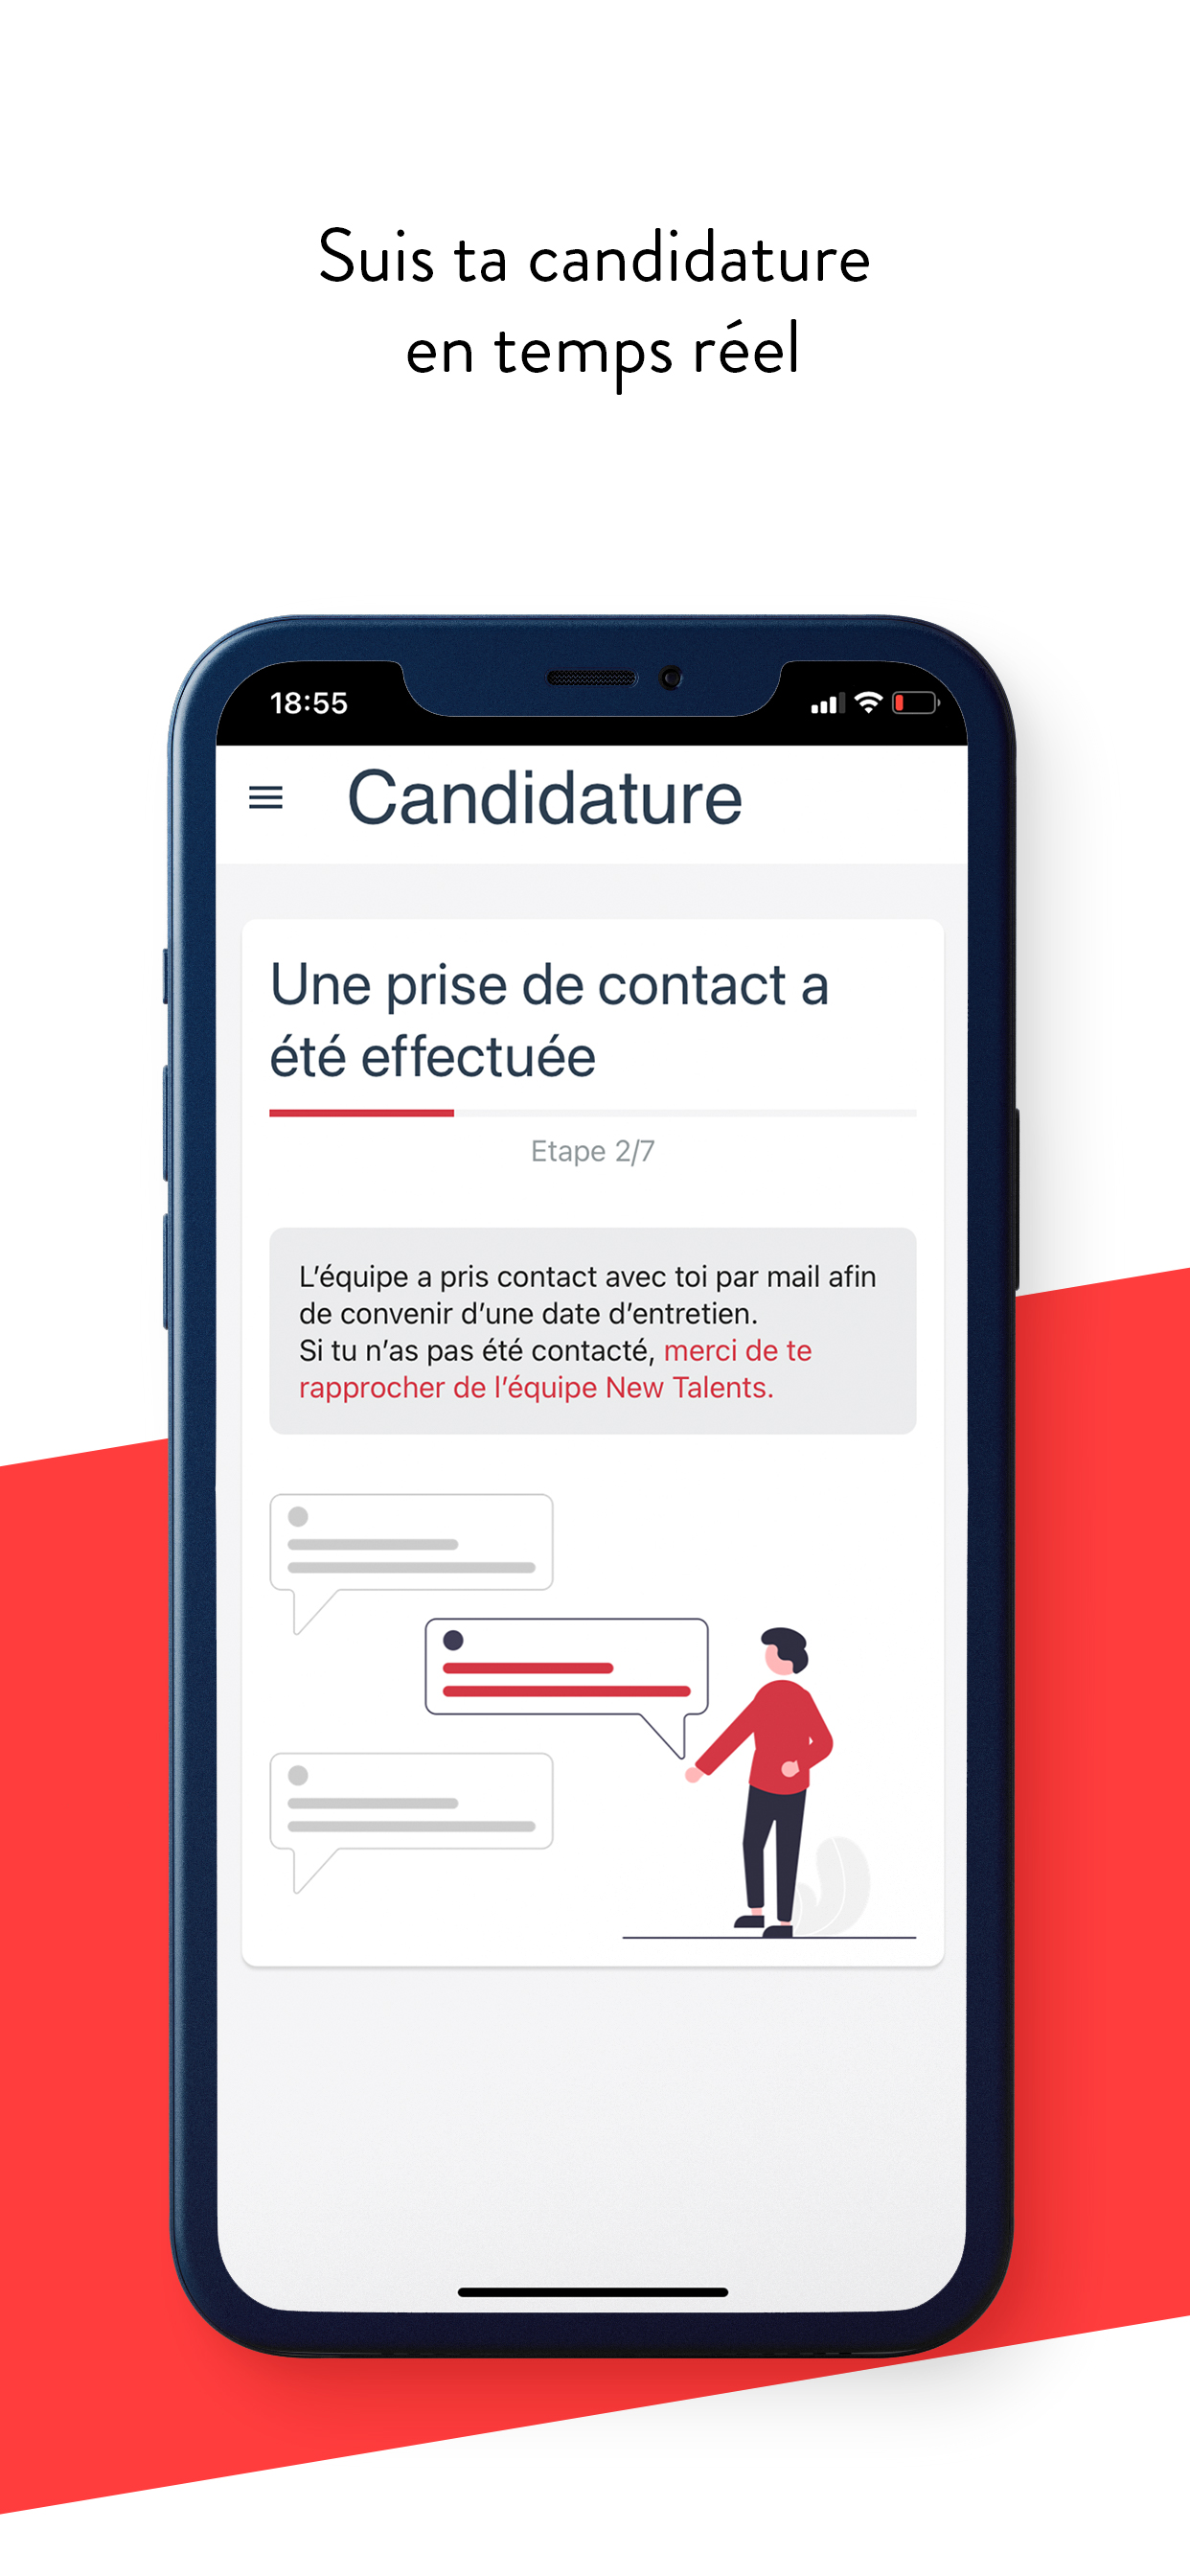 Suis ta candidature
en temps réel
18:55
Candidature
Une prise de contact a
été effectuée
Etape 2/7
L’équipe a pris contact avec toi par mail afin
de convenir d’une date d’entretien.
Si tu n’as pas été contacté, merci de te
rapprocher de l’équipe New Talents.